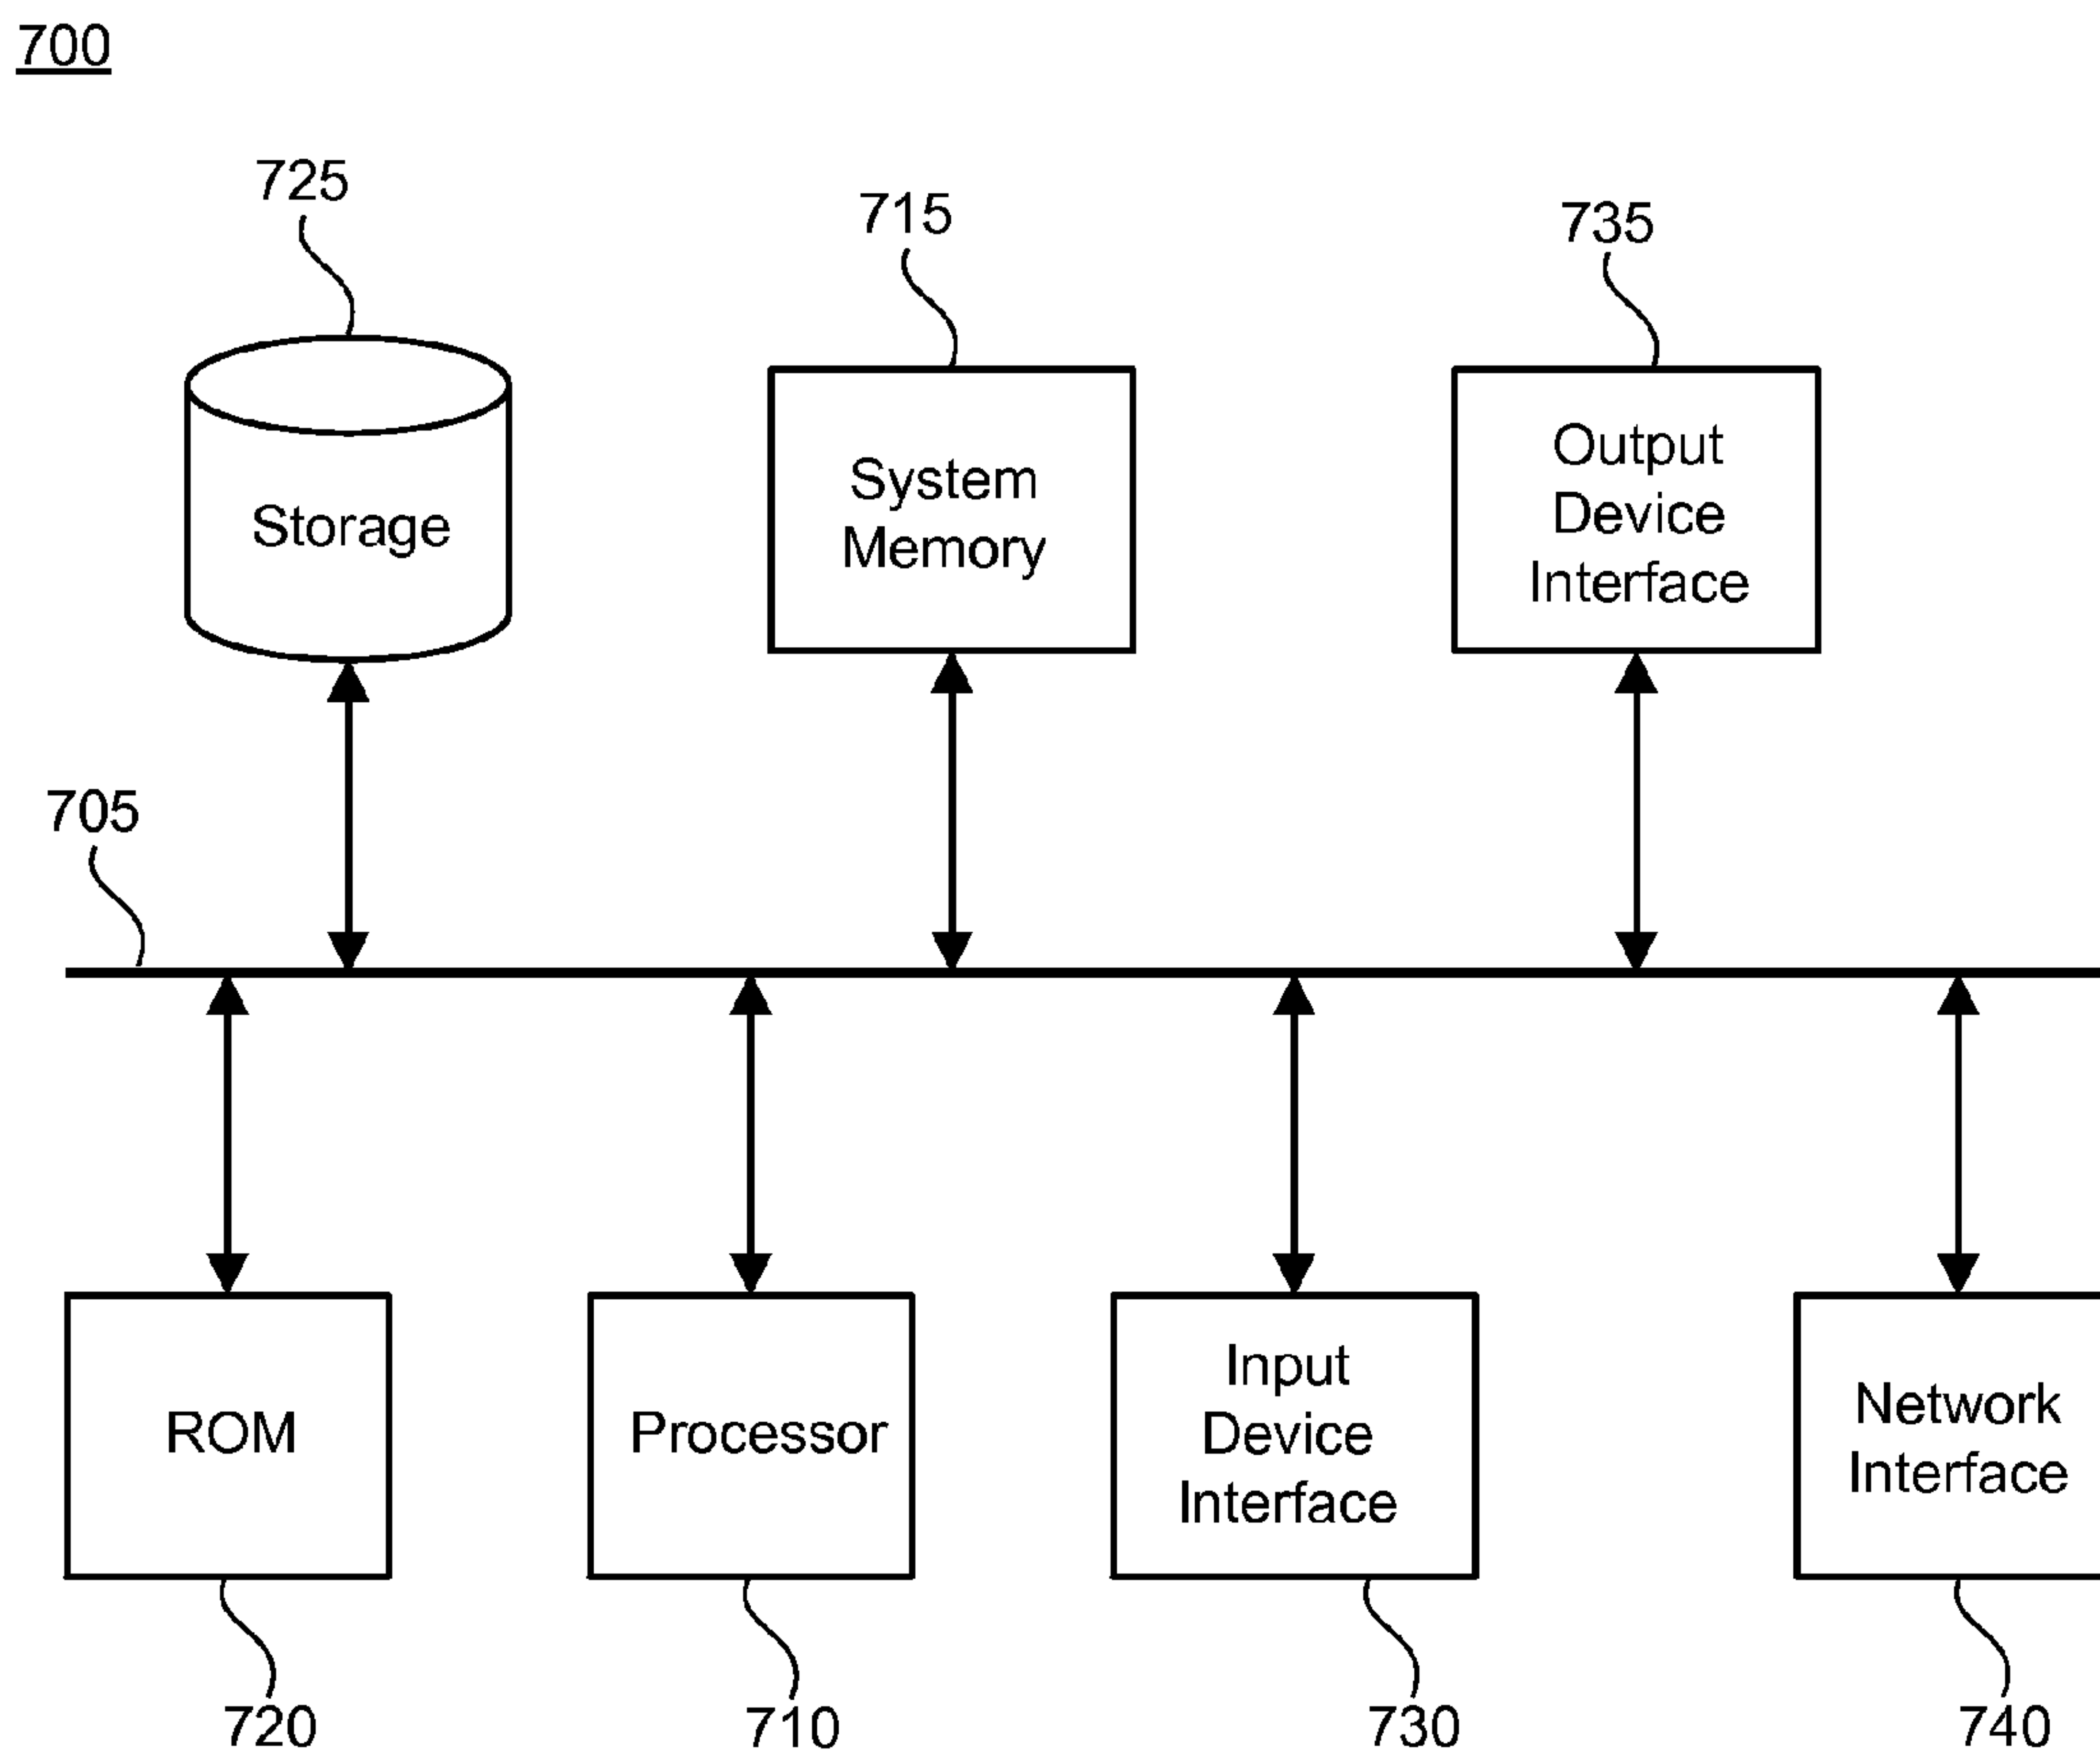 700
725
715
735
Storage
System
Memory
Output
Device
Interface
705
ROM
Processor
Input
Device
Interface
Network
Interface
720
710
730
740